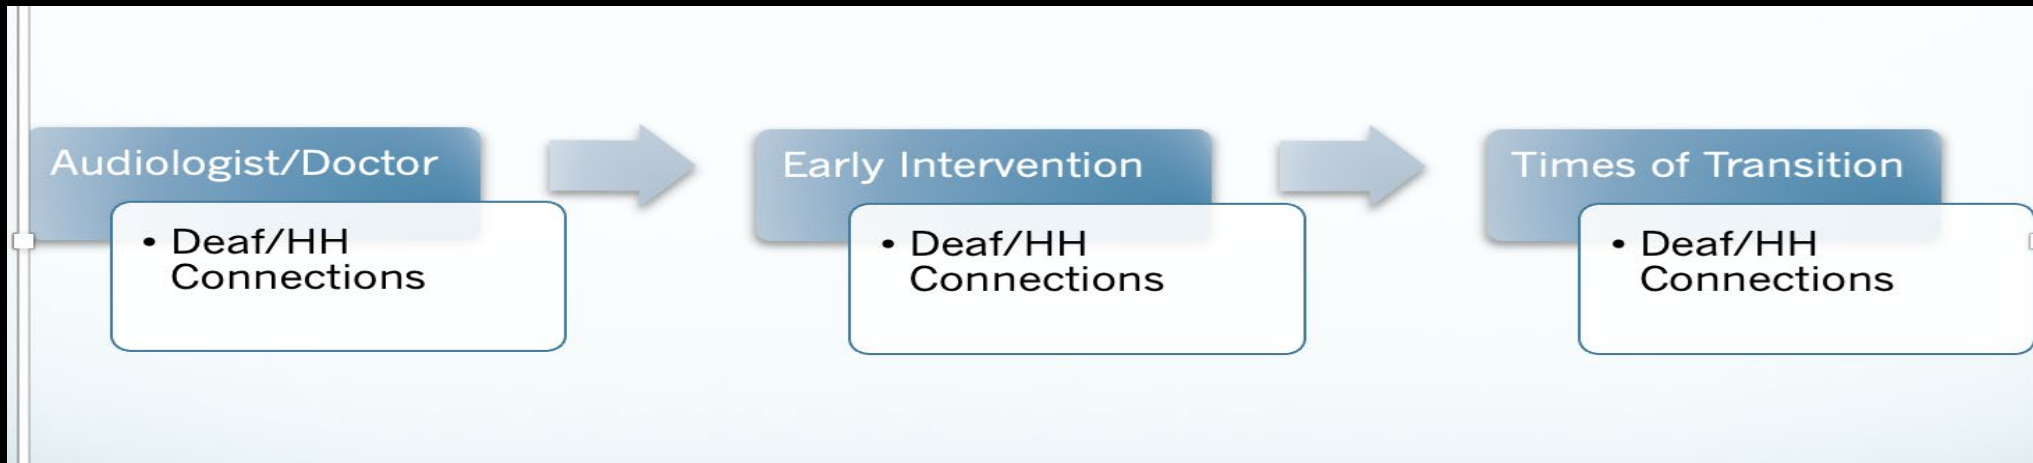 Audiologist/Doctor
• Deaf/HH
Connections
Early Intervention
• Deaf/HH
Connections
Times of Transition
• Deaf/HH
Connections